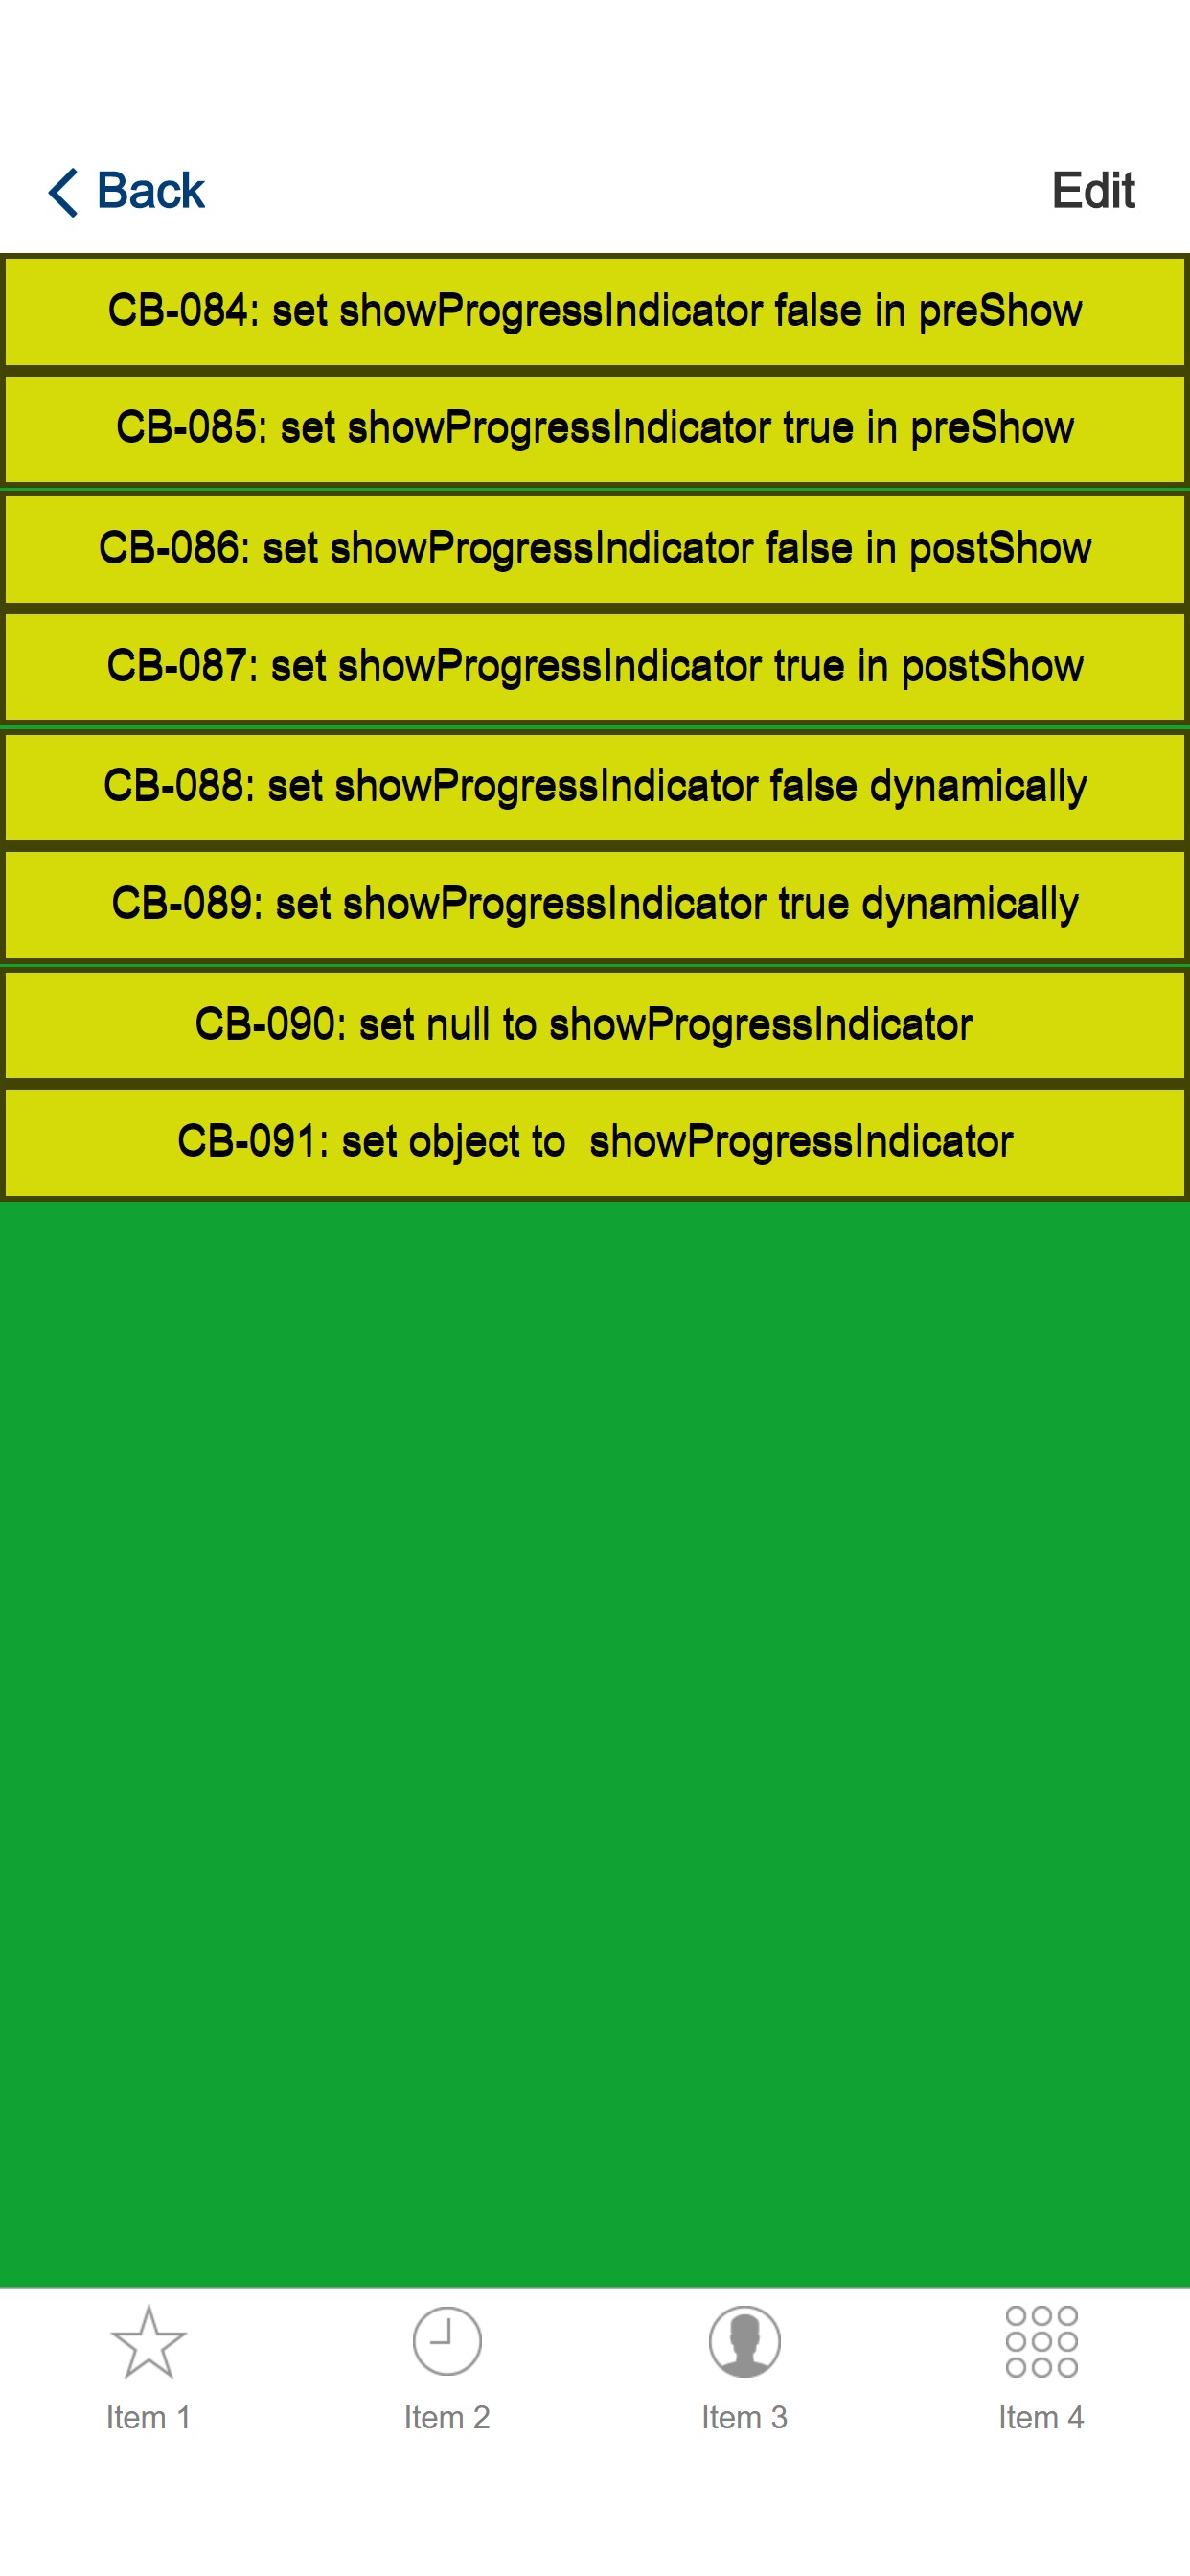 Back
Edit
CB-084: set showProgressIndicator false in preShow
CB-085: set showProgressIndicator true in preShow
CB-086: set showProgressIndicator false in postShow
CB-087: set showProgressIndicator true in postShow
CB-088: set showProgressIndicator false dynamically
CB-089: set showProgressIndicator true dynamically
CB-090: set null to showProgressIndicator
CB-091: set object to  showProgressIndicator
Item 1
Item 2
Item 3
Item 4